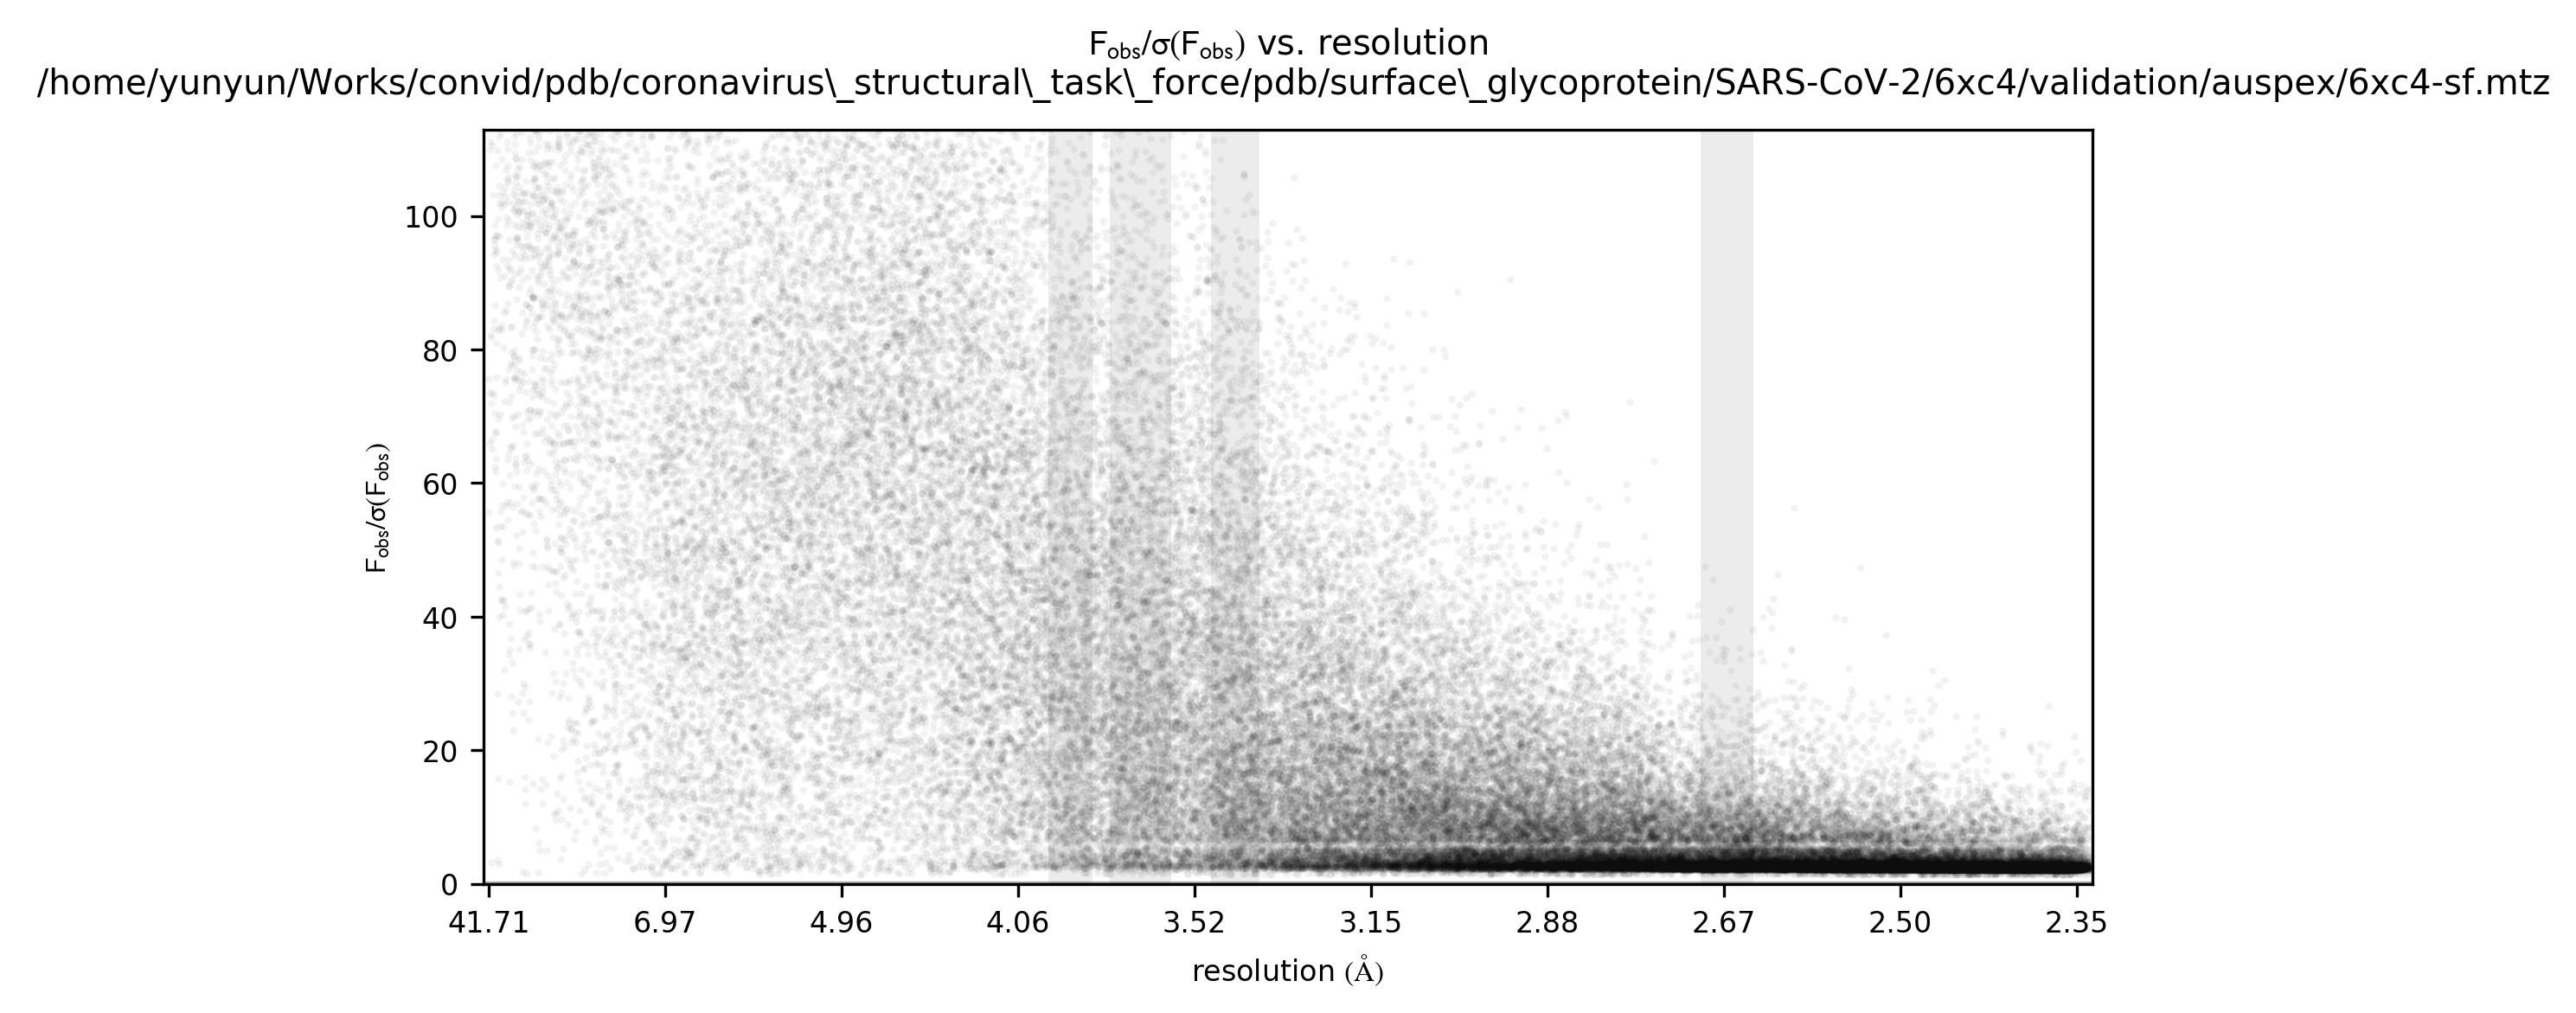 Fobs/σ(Fobs) vs. resolution
/home/yunyun/Works/convid/pdb/coronavirus\_structural\_task\_force/pdb/surface\_glycoprotein/SARS-CoV-2/6xc4/validation/auspex/6xc4-sf.mtz
Fobs/σ(Fobs)
100
80
60
40
20
0
41.71 6.97 4.96 4.06 3.52 3.15 2.88 2.67 2.50 2.35
resolution (Å)